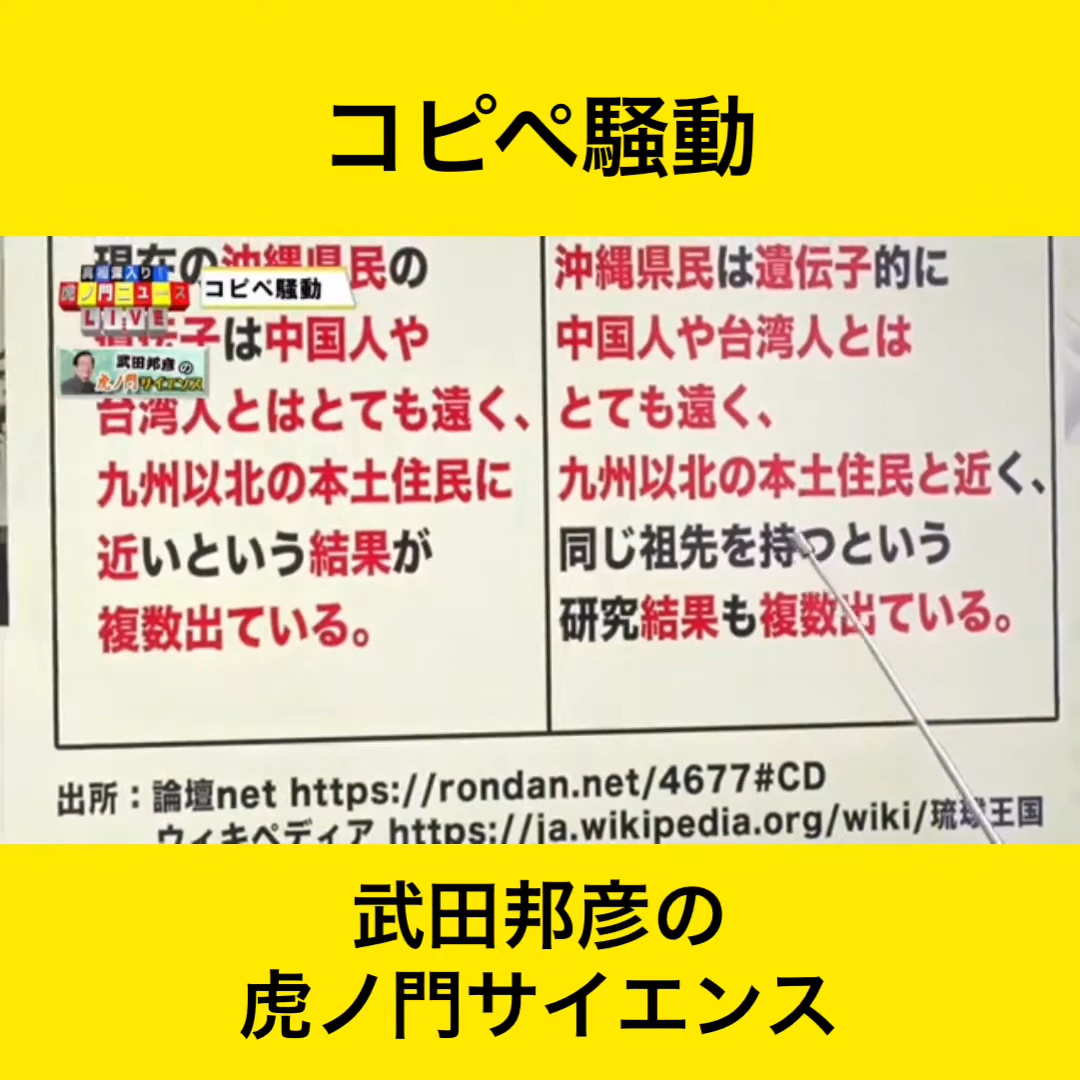 コピペ騒動
現在の沖縄県民の
遺伝子は中国人や
台湾人とはとても遠く、
九州以北の本土住民に
近いという結果が
複数出ている。
沖縄県民は遺伝子的に
中国人や台湾人とは
とても遠く、
九州以北の本土住民と近く、
同じ祖先を持つという
研究結果も複数出ている。
真相深入り!
虎ノ門ニュース
LIVE
コピペ騒動
武田邦彦の
虎ノ門サイエンス
出所:論壇net https://rondan.net/4677#CD
ウィキペディア https://ja.wikipedia.org/wiki/琉球王国
武田邦彦の
虎ノ門サイエンス